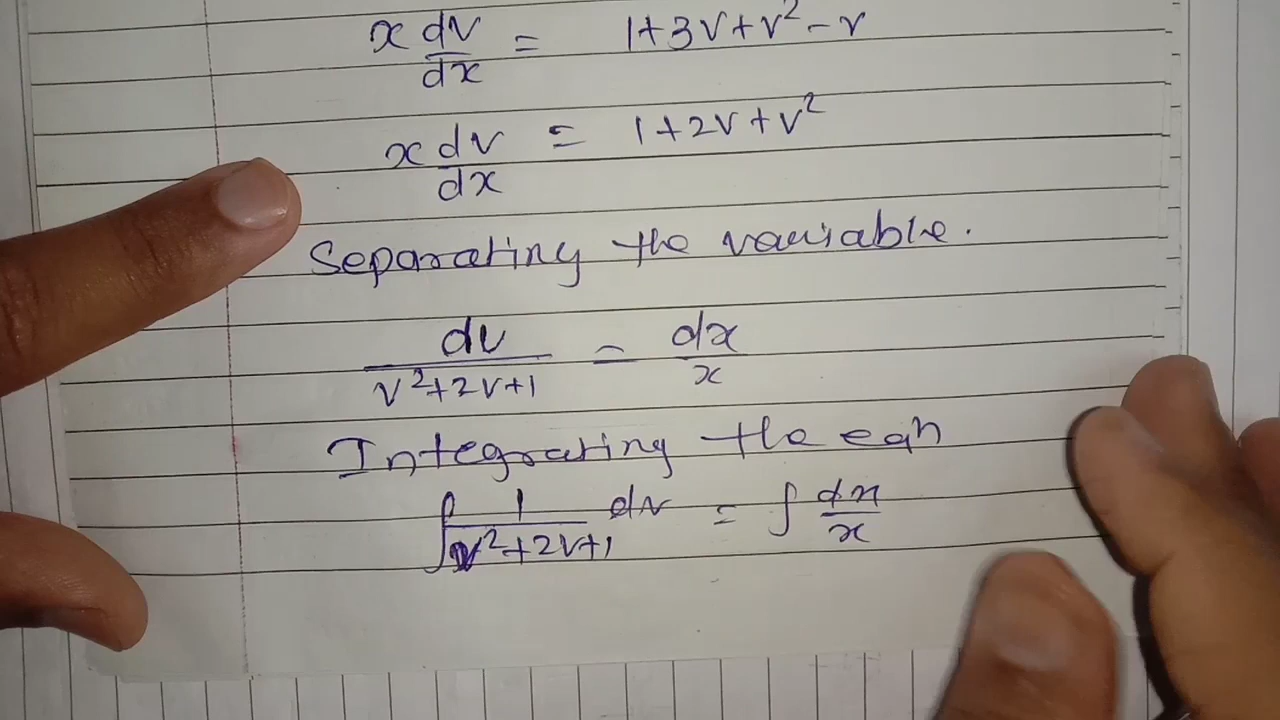 x dv/dx = 1+3v+v²-v
x dv/dx = 1+2v+v²
Separating the variable.
dv/v²+2v+1 = dx/x
Integrating the eqn
∫ 1/v²+2v+1 dv = ∫ dx/x